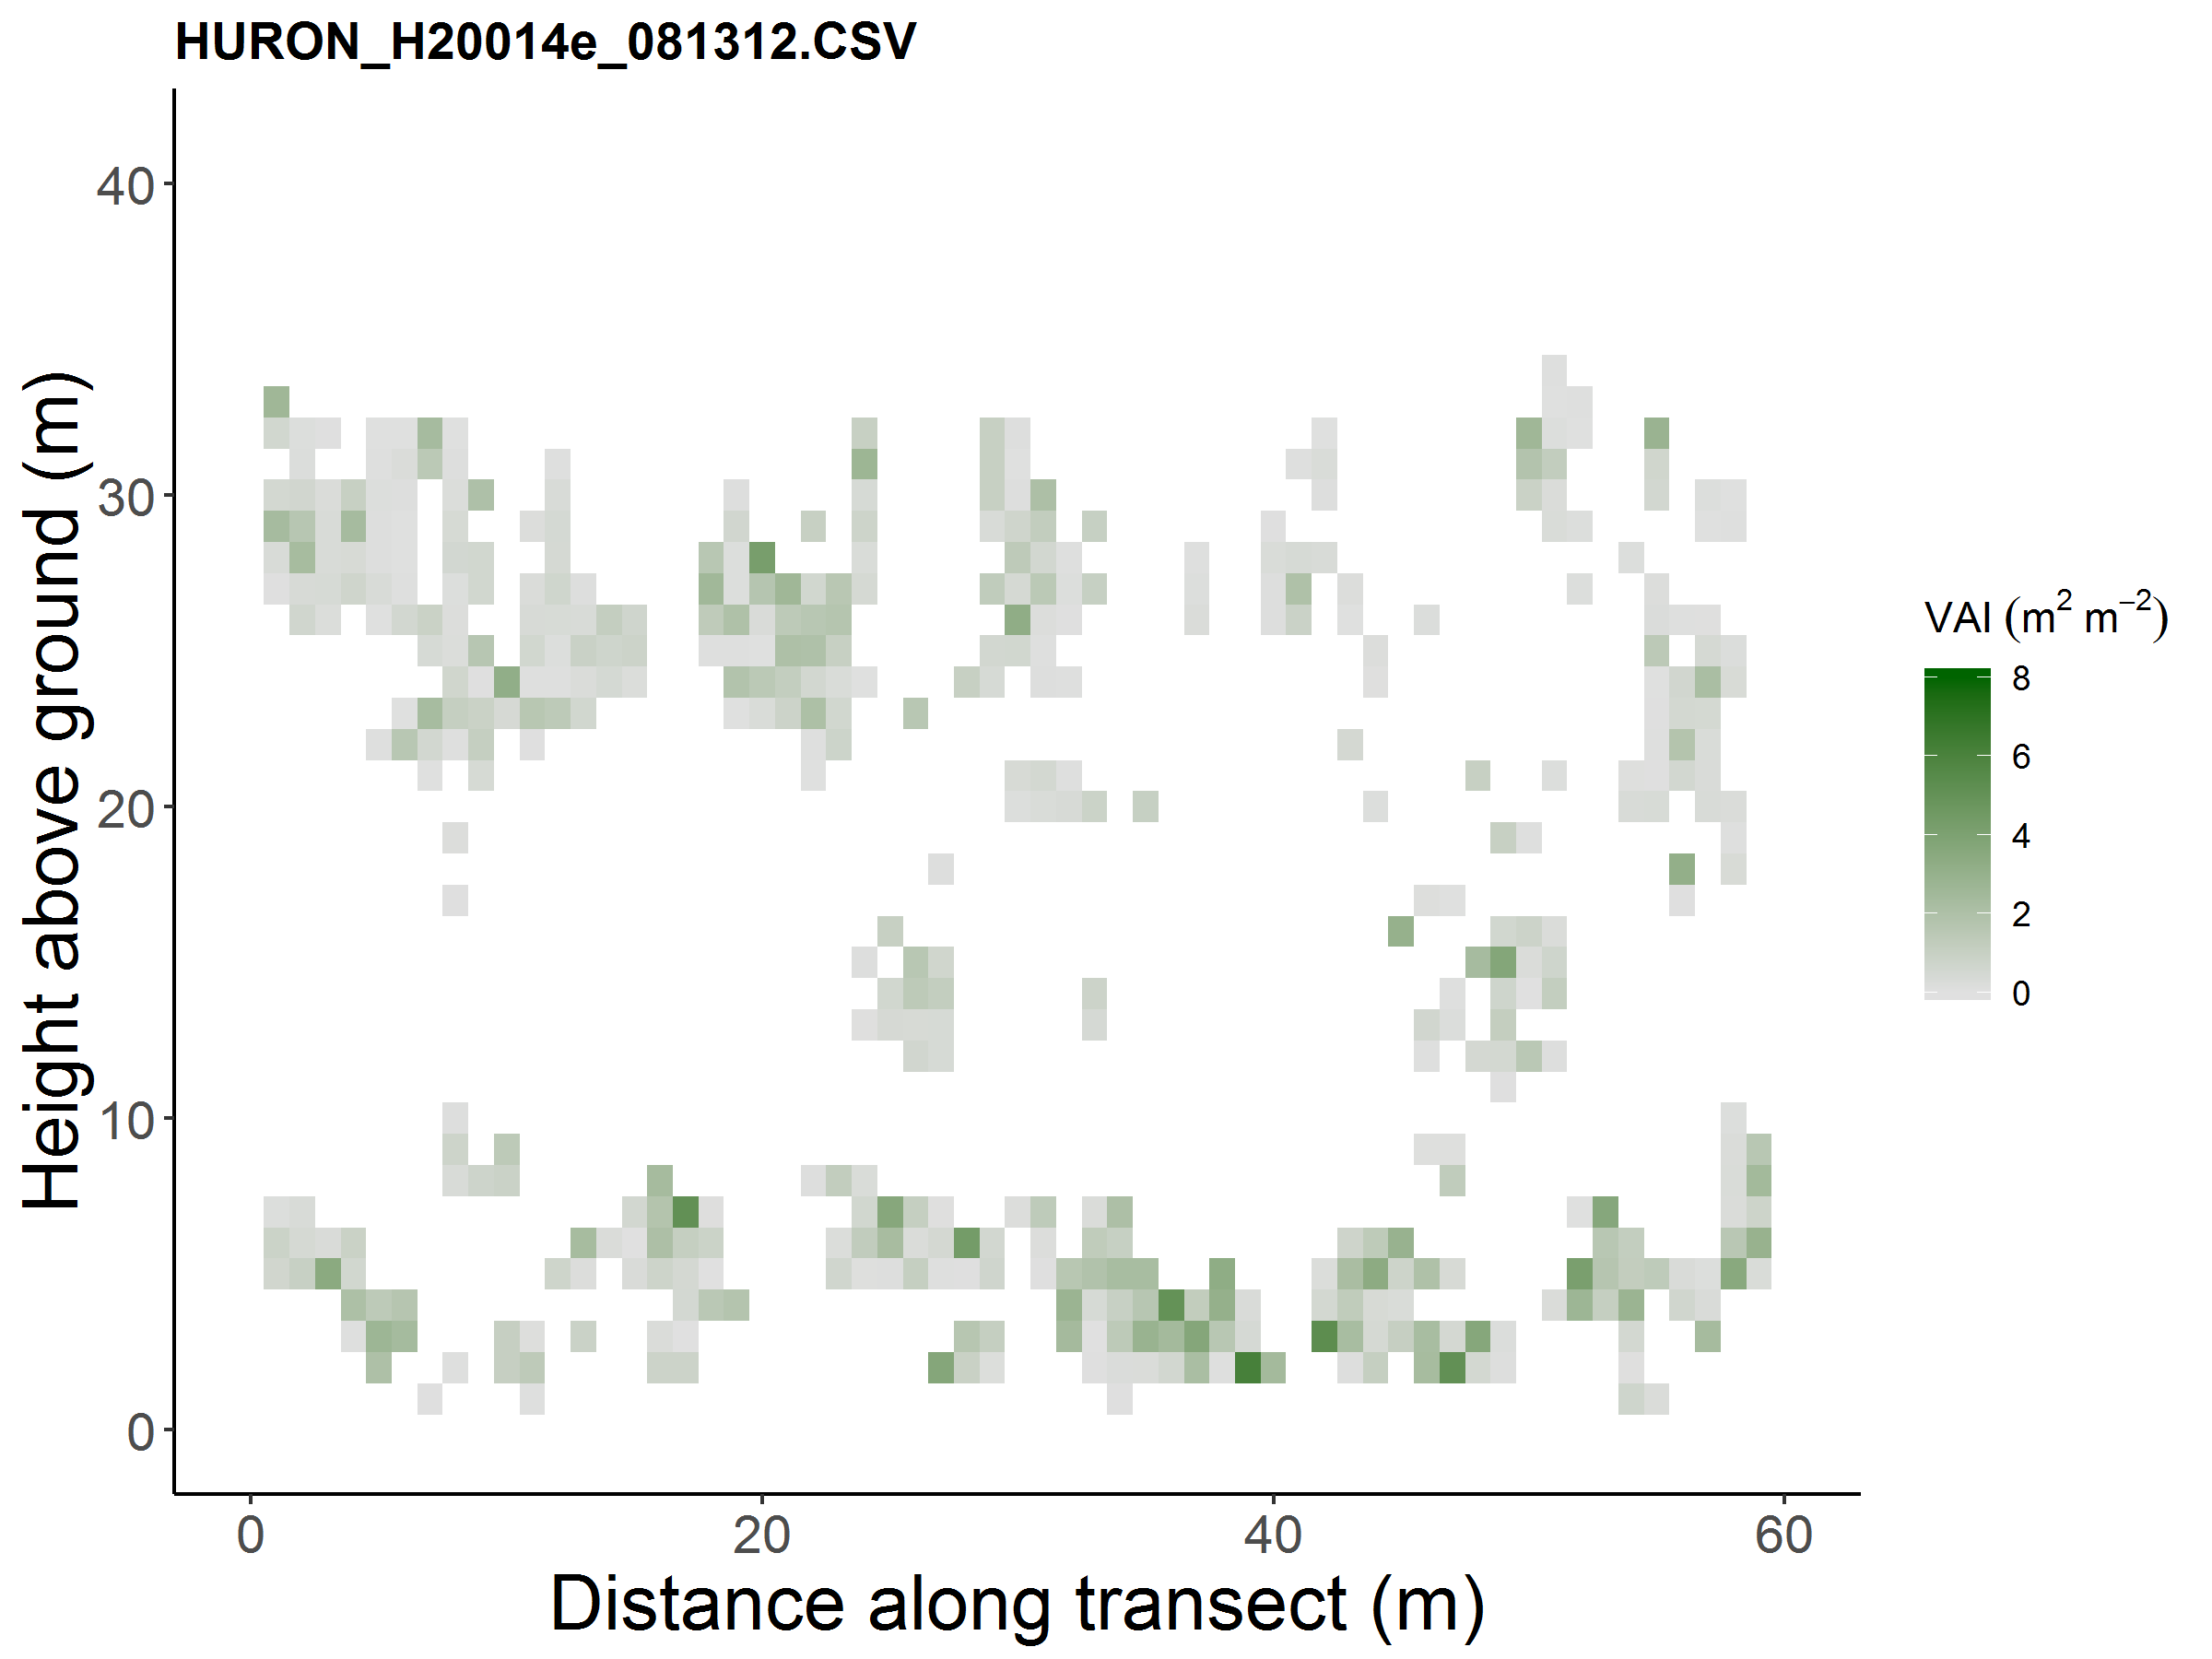 HURON_H20014e_081312.CSV
Height above ground (m)
40
30
20
10
0
0 20 40 60
Distance along transect (m)
VAI (m² m⁻²)
8
6
4
2
0